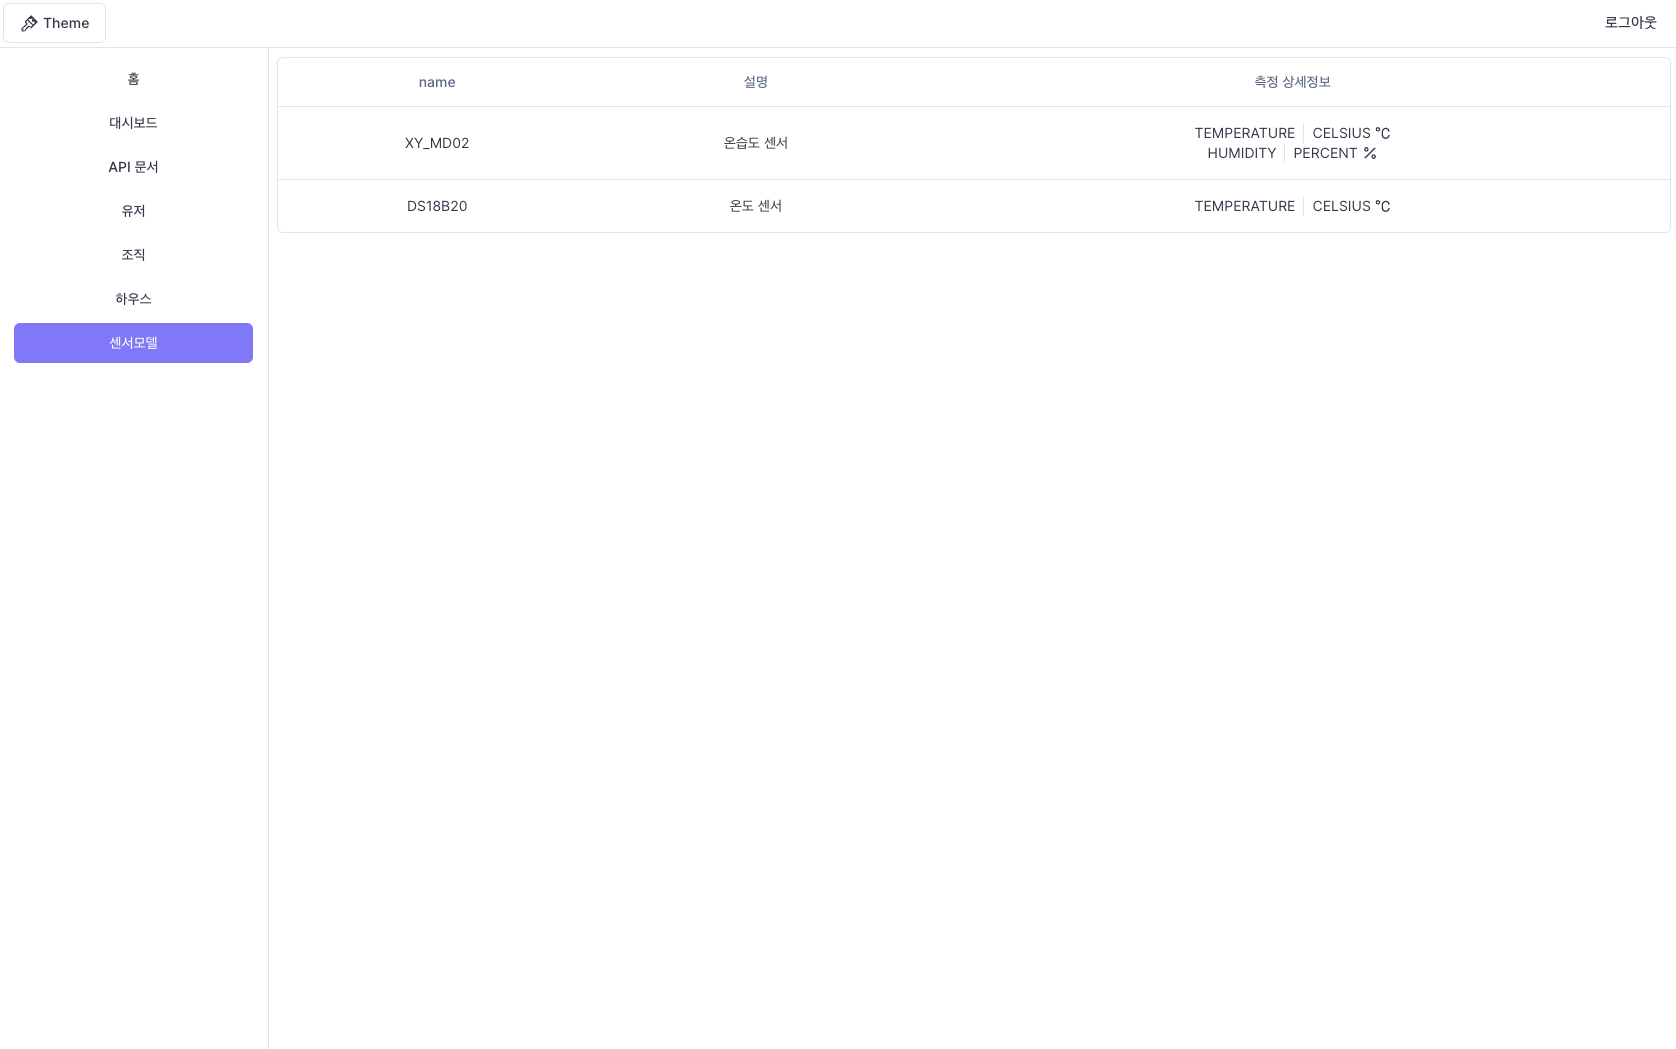 Theme
로그아웃
홈
대시보드
API 문서
유저
조직
하우스
센서모델
name 설명 측정 상세정보
XY_MD02 온습도 센서 TEMPERATURE CELSIUS ℃
HUMIDITY PERCENT %
DS18B20 온도 센서 TEMPERATURE CELSIUS ℃